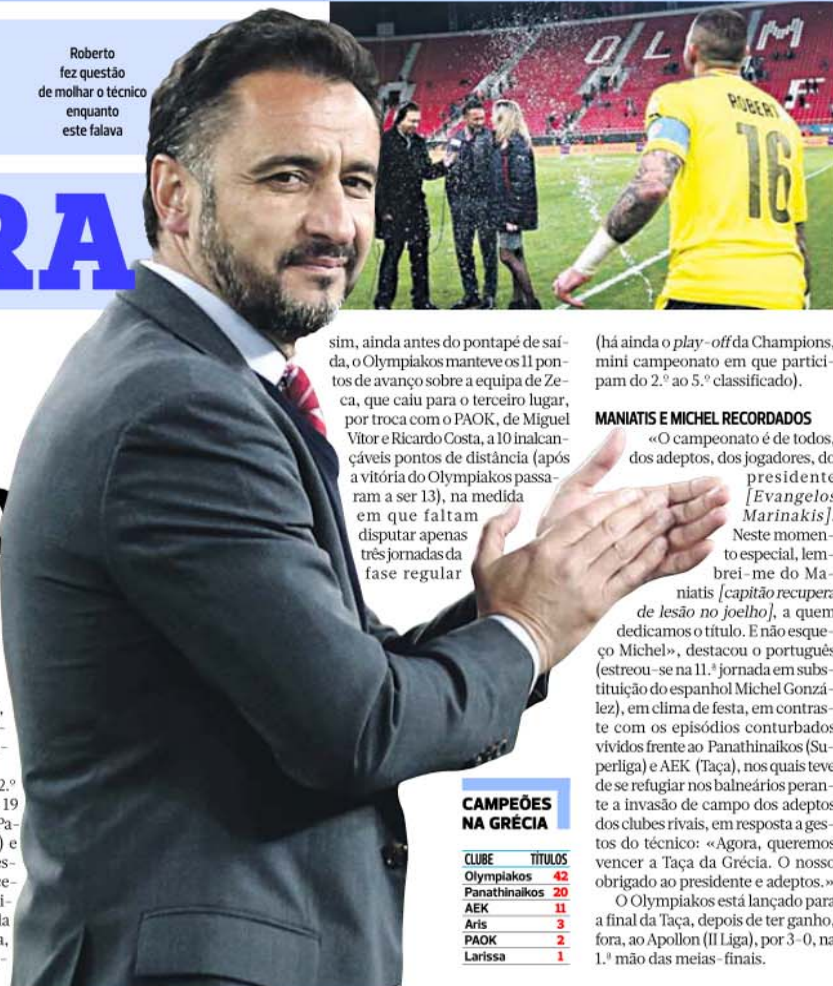 Roberto
fez questão
de molhar o técnico
enquanto
este falava
RA
O L M
ROBERT
16
sim, ainda antes do pontapé de saí-
da, o Olympiakos manteve os 11 pon-
tos de avanço sobre a equipa de Ze-
ca, que caiu para o terceiro lugar,
por troca com o PAOK, de Miguel
Vítor e Ricardo Costa, a 10 inalcan-
çáveis pontos de distância (após
a vitória do Olympiakos passa-
ram a ser 13), na medida
em que faltam
disputar apenas
três jornadas da
fase regular
(há ainda o play-off da Champions,
mini campeonato em que partici-
pam do 2.º ao 5.º classificado).
MANIATIS E MICHEL RECORDADOS
«O campeonato é de todos,
dos adeptos, dos jogadores, do
presidente
[Evangelos
Marinakis].
Neste momen-
to especial, lem-
brei-me do Ma-
niatis [capitão recupera
de lesão no joelho], a quem
dedicamos o título. E não esque-
ço Michel», destacou o português
(estreou-se na 11.ª jornada em subs-
tituição do espanhol Michel Gonzá-
lez), em clima de festa, em contras-
te com os episódios conturbados
vividos frente ao Panathinaikos (Su-
perliga) e AEK (Taça), nos quais teve
de se refugiar nos balneários peran-
te a invasão de campo dos adeptos
dos clubes rivais, em resposta a ges-
tos do técnico: «Agora, queremos
vencer a Taça da Grécia. O nosso
obrigado ao presidente e adeptos.»
O Olympiakos está lançado para
a final da Taça, depois de ter ganho,
fora, ao Apollon (II Liga), por 3-0, na
1.ª mão das meias-finais.
CAMPEÕES
NA GRÉCIA
CLUBE TÍTULOS
Olympiakos 42
Panathinaikos 20
AEK 11
Aris 3
PAOK 2
Larissa 1
2.º
19